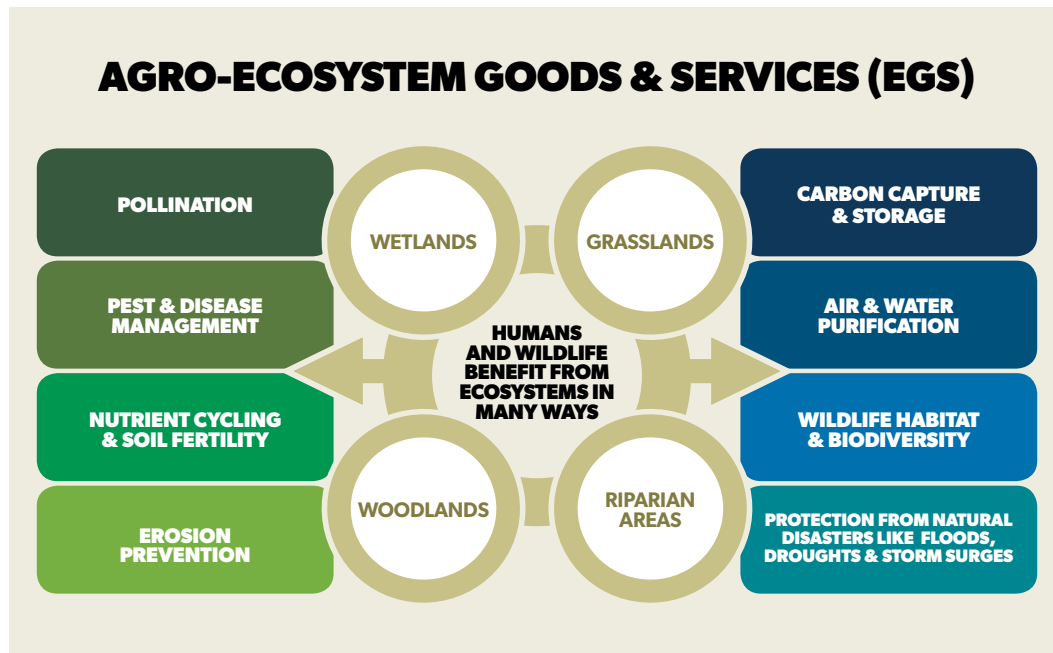 AGRO-ECOSYSTEM GOODS & SERVICES (EGS)
POLLINATION
PEST & DISEASE
MANAGEMENT
NUTRIENT CYCLING
& SOIL FERTILITY
EROSION
PREVENTION
WETLANDS
GRASSLANDS
HUMANS
AND WILDLIFE
BENEFIT FROM
ECOSYSTEMS IN
MANY WAYS
WOODLANDS
RIPARIAN
AREAS
CARBON CAPTURE
& STORAGE
AIR & WATER
PURIFICATION
WILDLIFE HABITAT
& BIODIVERSITY
PROTECTION FROM NATURAL
DISASTERS LIKE FLOODS,
DROUGHTS & STORM SURGES